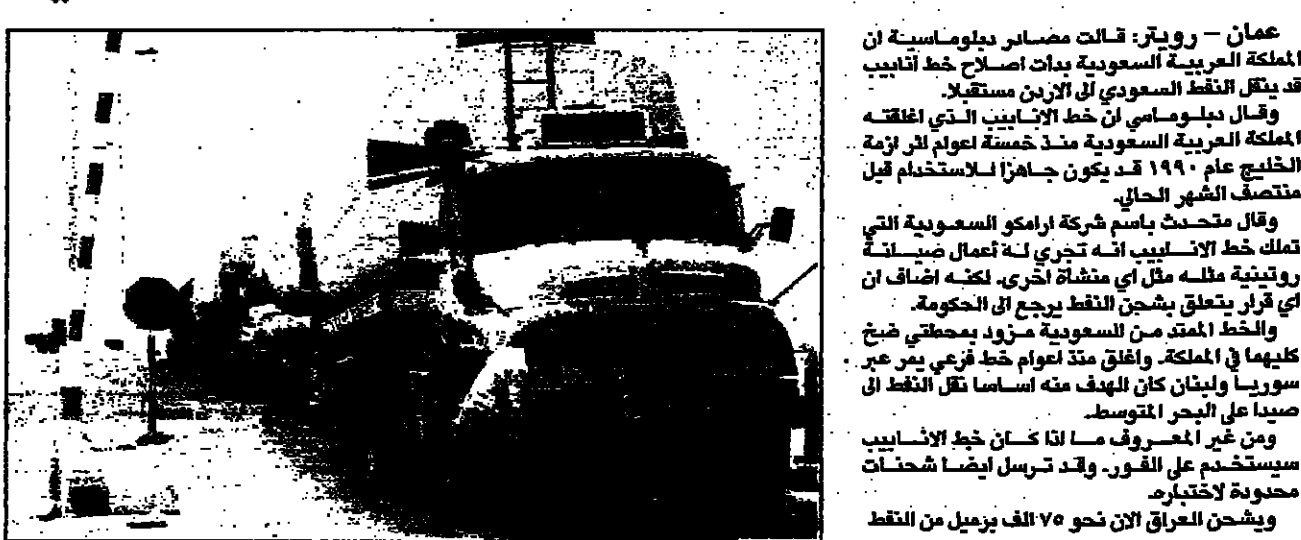 عمان – رويتر: قالت مصادر دبلوماسية ان
المملكة العربية السعودية بدات اصلاح خط أنابيب
قد ينقل النفط السعودي الى الاردن مستقبلا.
وقال دبلوماسي ان خط الانابيب الذي اغلقته
المملكة العربية السعودية منذ خمسة اعوام اثر ازمة
الخليج عام ١٩٩٠ قد يكون جاهزا للاستخدام قبل
منتصف الشهر الحالي.
وقال متحدث باسم شركة ارامكو السعودية التي
تملك خط الانابيب انه تجري له أعمال صيانة
روتينية مثله مثل اي منشأة اخرى. لكنه اضاف ان
اي قرار يتعلق بشحن النفط يرجع الى الحكومة.
والخط الممتد من السعودية مزود بمحطتي ضخ
كليهما في المملكة. واغلق منذ اعوام خط فرعي يمر عبر
سوريا ولبنان كان الهدف منه اساسا نقل النفط الى
صيدا على البحر المتوسط.
ومن غير المعروف ما اذا كان خط الانابيب
سيستخدم على الفور. وقد ترسل ايضا شحنات
محدودة لاختباره.
ويشحن العراق الان نحو ٧٥ الف برميل من النفط